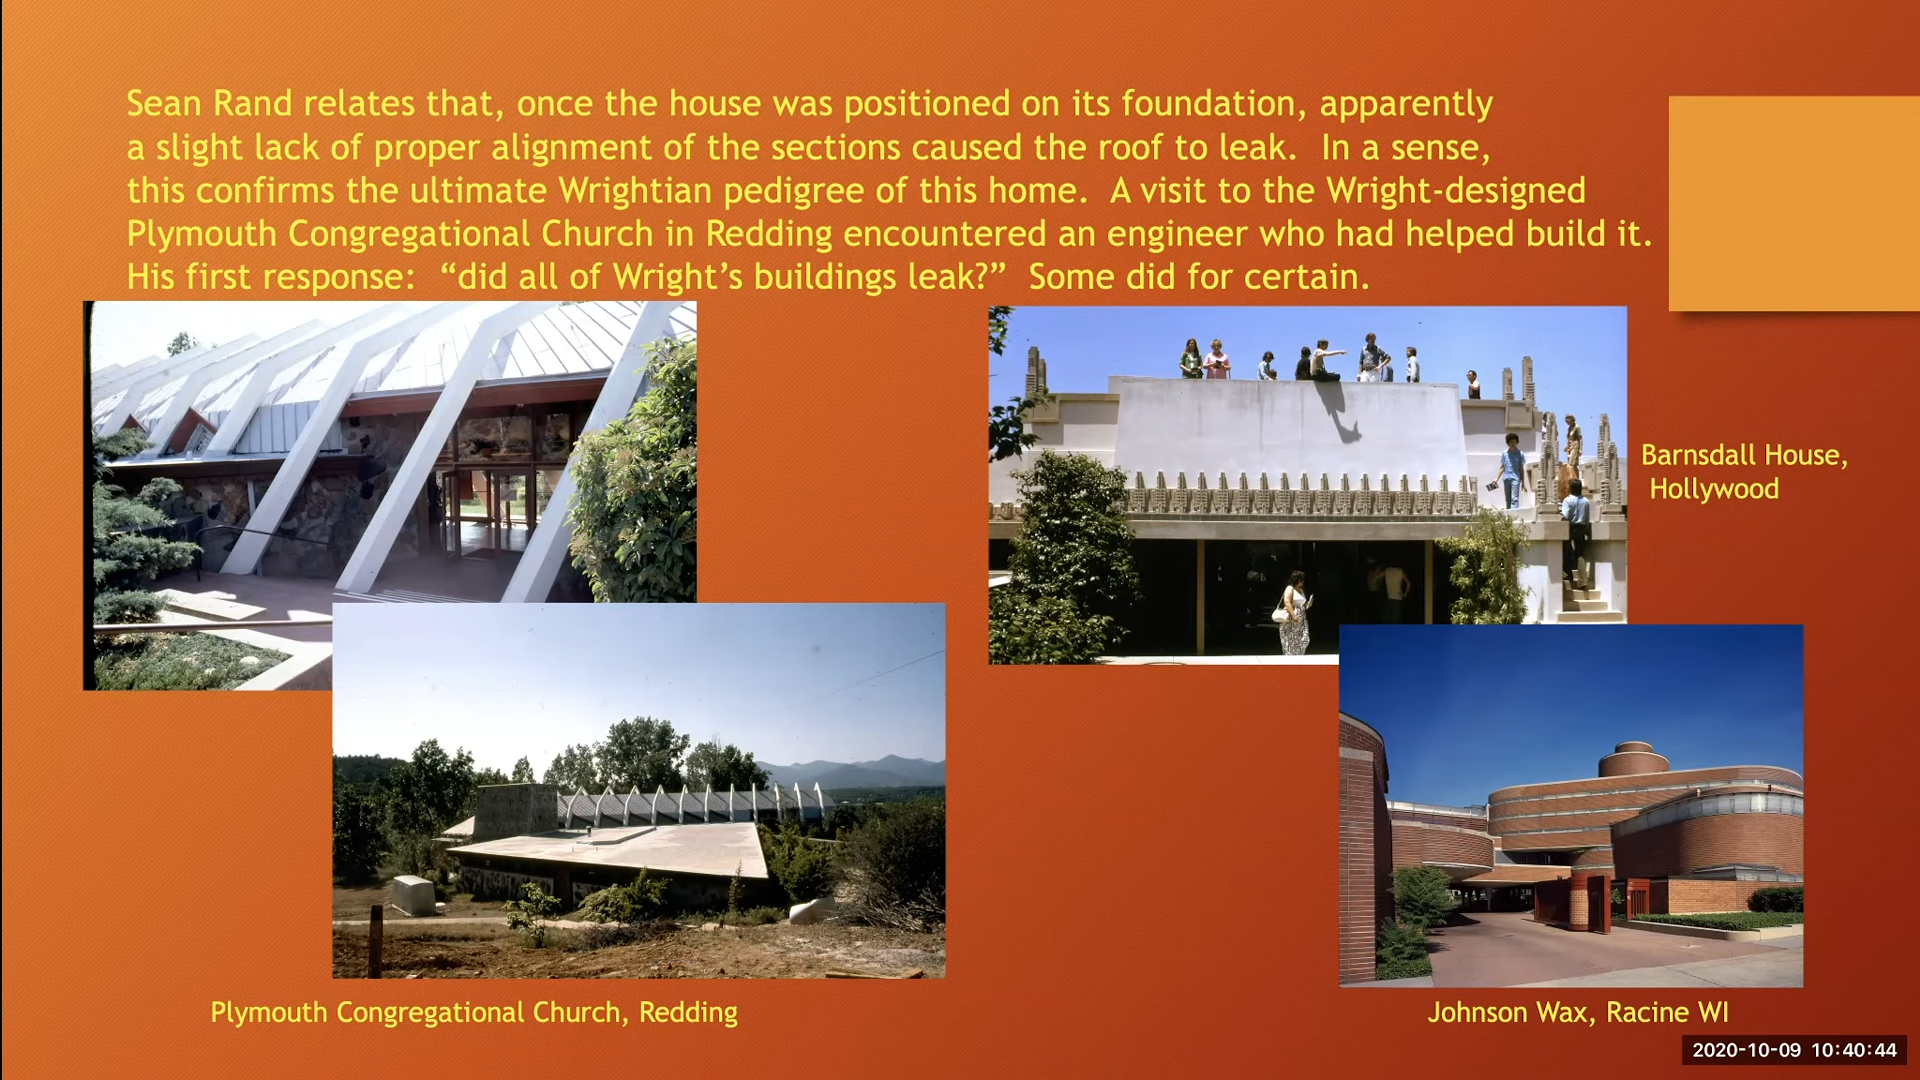 Sean Rand relates that, once the house was positioned on its foundation, apparently
a slight lack of proper alignment of the sections caused the roof to leak.  In a sense,
this confirms the ultimate Wrightian pedigree of this home.  A visit to the Wright-designed
Plymouth Congregational Church in Redding encountered an engineer who had helped build it.
His first response:  “did all of Wright’s buildings leak?”  Some did for certain.
Barnsdall House,
Hollywood
Plymouth Congregational Church, Redding
Johnson Wax, Racine WI
2020-10-09 10:40:44